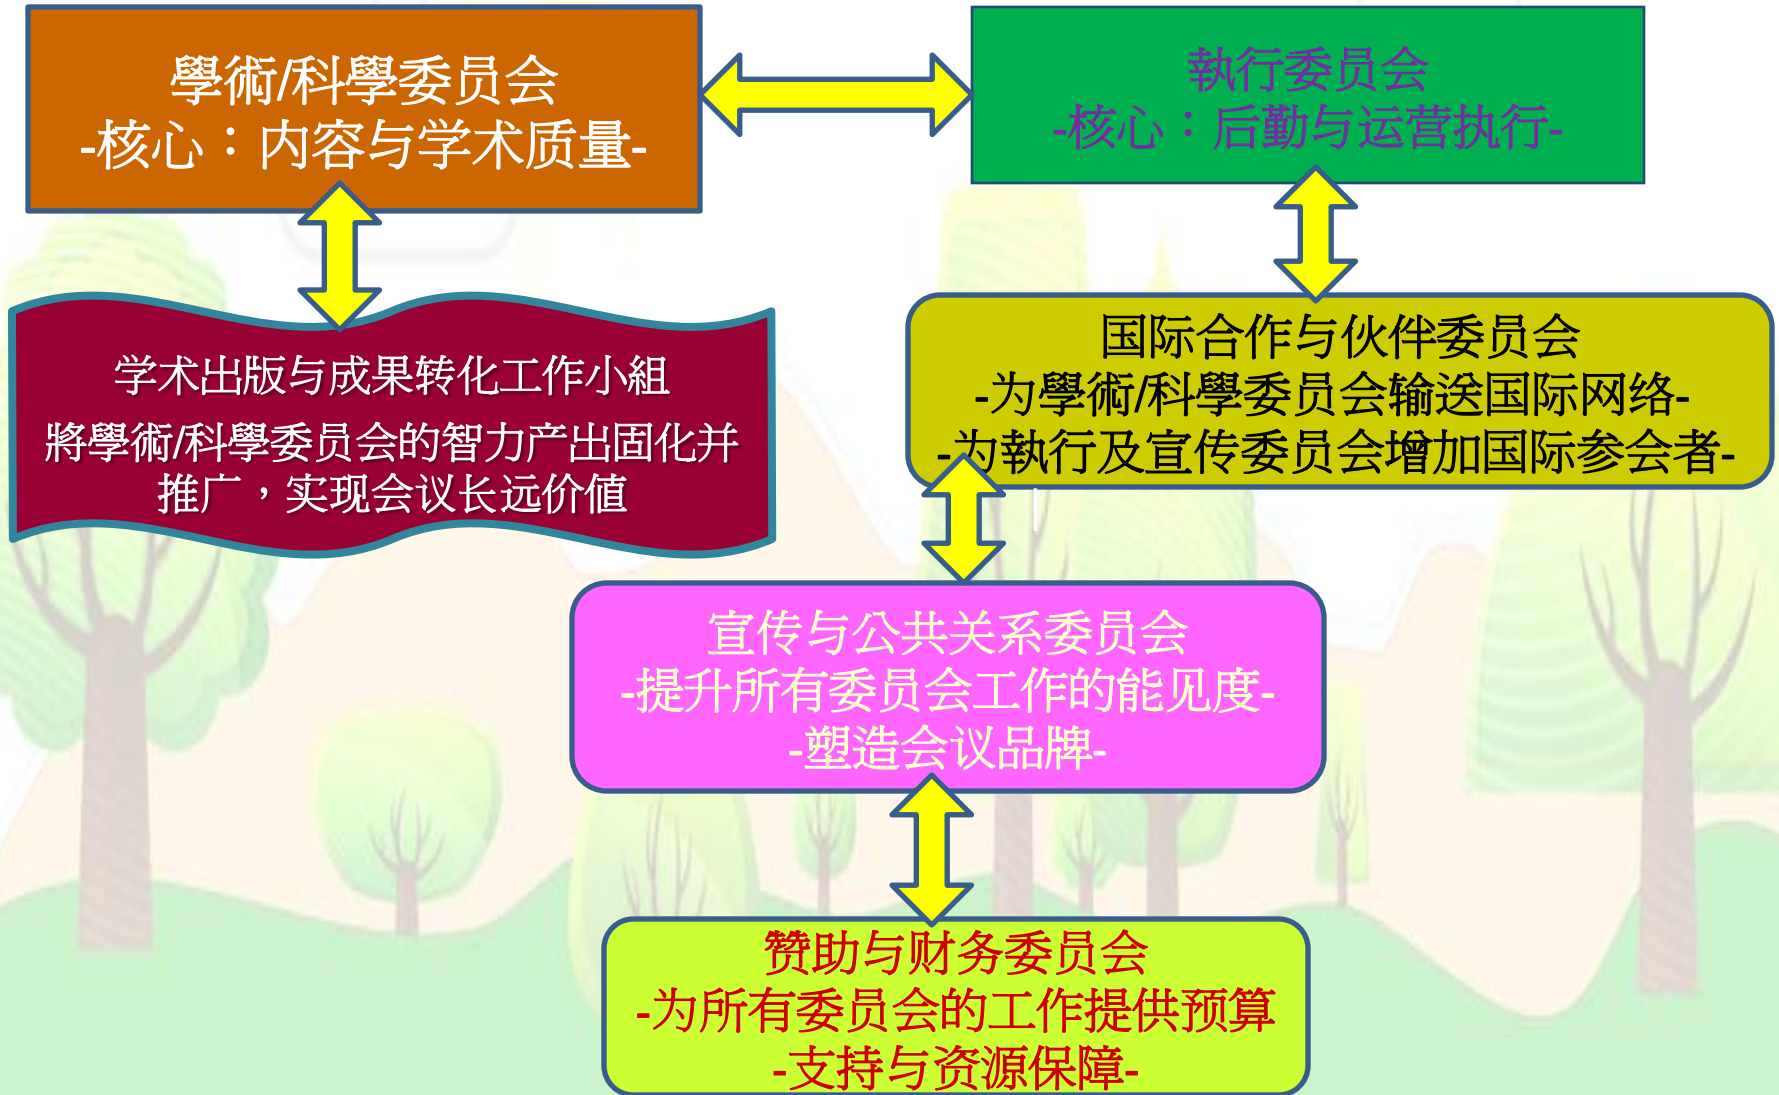 學術/科學委员会
-核心：内容与学术质量-
執行委员会
-核心：后勤与运营执行-
学术出版与成果转化工作小組
將學術/科學委员会的智力产出固化并
推广，实现会议长远价値
国际合作与伙伴委员会
-为學術/科學委员会输送国际网络-
-为執行及宣传委员会增加国际参会者-
宣传与公共关系委员会
-提升所有委员会工作的能见度-
-塑造会议品牌-
赞助与财务委员会
-为所有委员会的工作提供预算
-支持与资源保障-